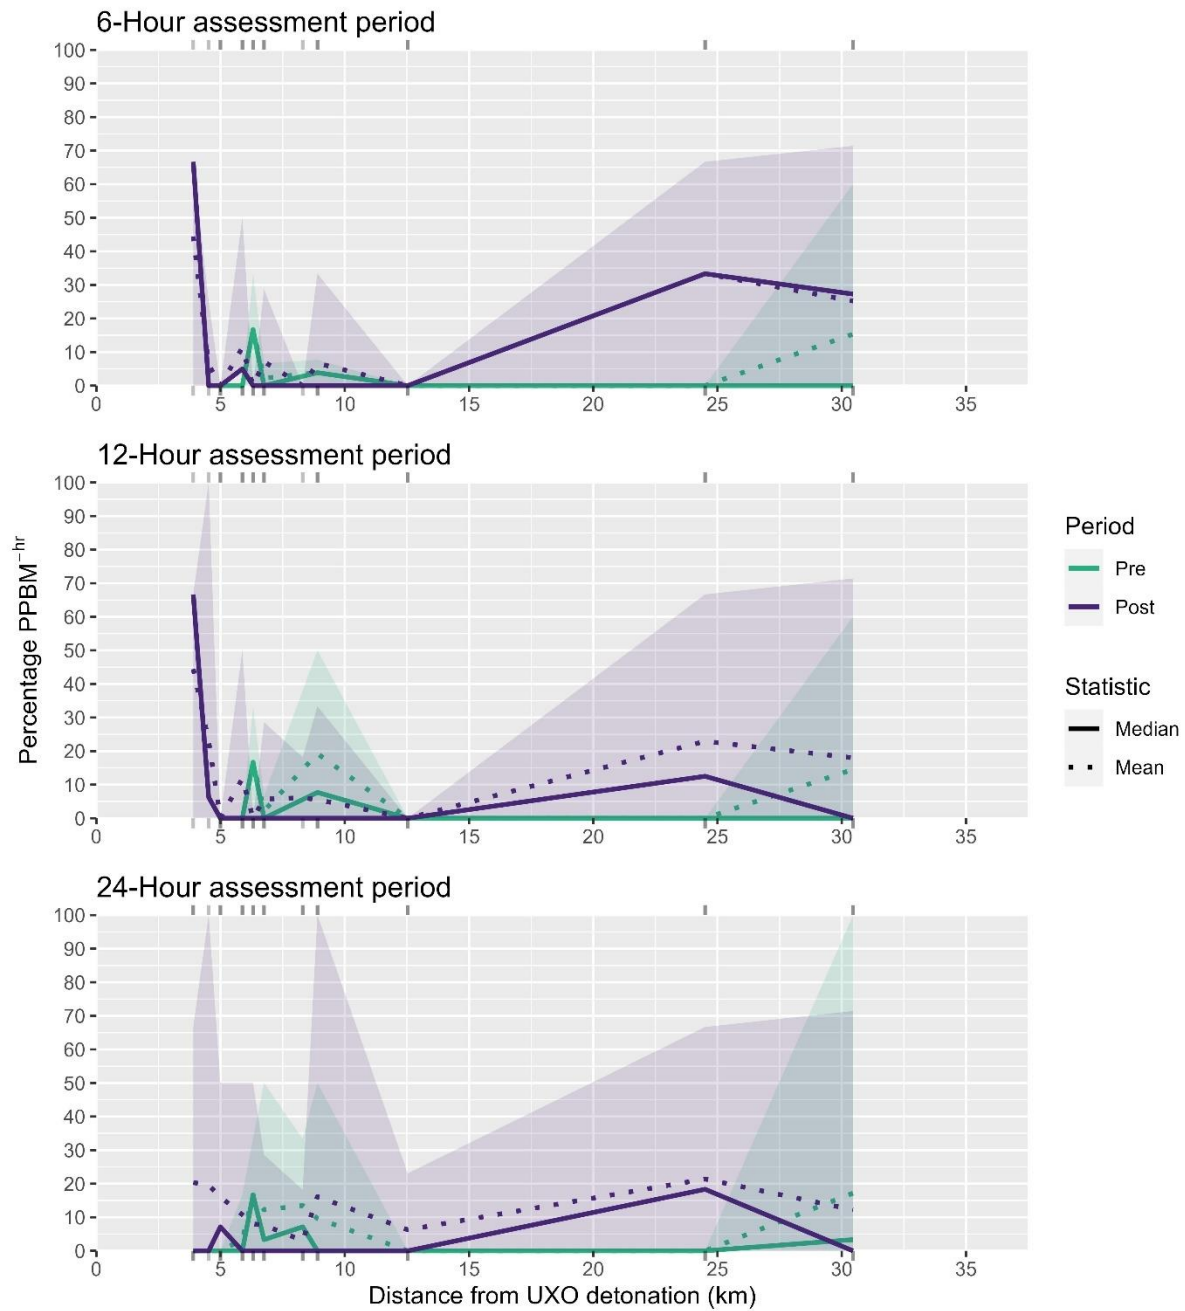 6-Hour assessment period
100
90
80
70
60
50
40
30
20
10
0
0 5 10 15 20 25 30 35
12-Hour assessment period
100
90
80
70
60
50
40
30
20
10
0
0 5 10 15 20 25 30 35
Percentage PPBM⁻ʰʳ
Period
Pre
Post
Statistic
Median
Mean
24-Hour assessment period
100
90
80
70
60
50
40
30
20
10
0
0 5 10 15 20 25 30 35
Distance from UXO detonation (km)